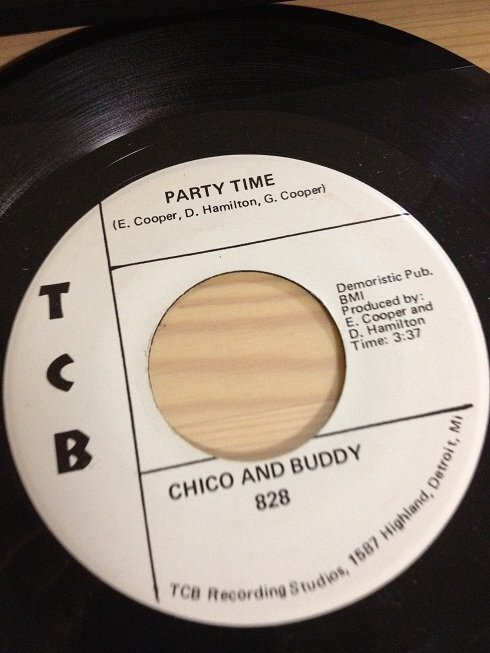 PARTY TIME
(E. Cooper, D. Hamilton, G. Cooper)
T
C
B
Demoristic Pub.
BMI
Produced by:
E. Cooper and
D. Hamilton
Time: 3:37
CHICO AND BUDDY
828
TCB Recording Studios, 1587 Highland, Detroit, Mi